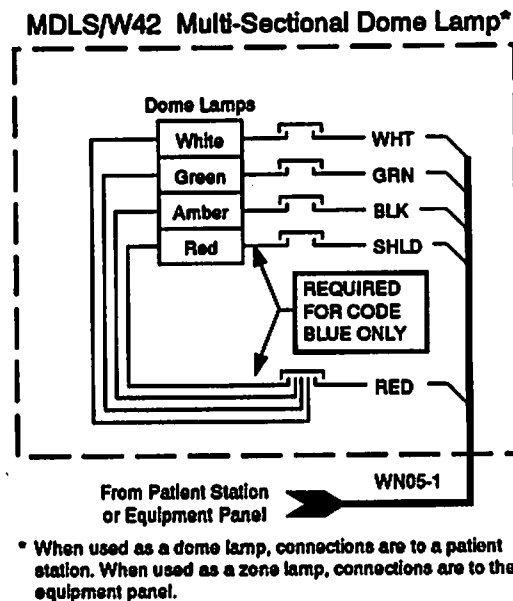 MDLS/W42 Multi-Sectional Dome Lamp*
Dome Lamps
White
WHT
Green
GRN
Amber
BLK
Red
SHLD
REQUIRED
FOR CODE
BLUE ONLY
RED
WN05-1
From Patient Station
or Equipment Panel
* When used as a dome lamp, connections are to a patient
station. When used as a zone lamp, connections are to the
equipment panel.